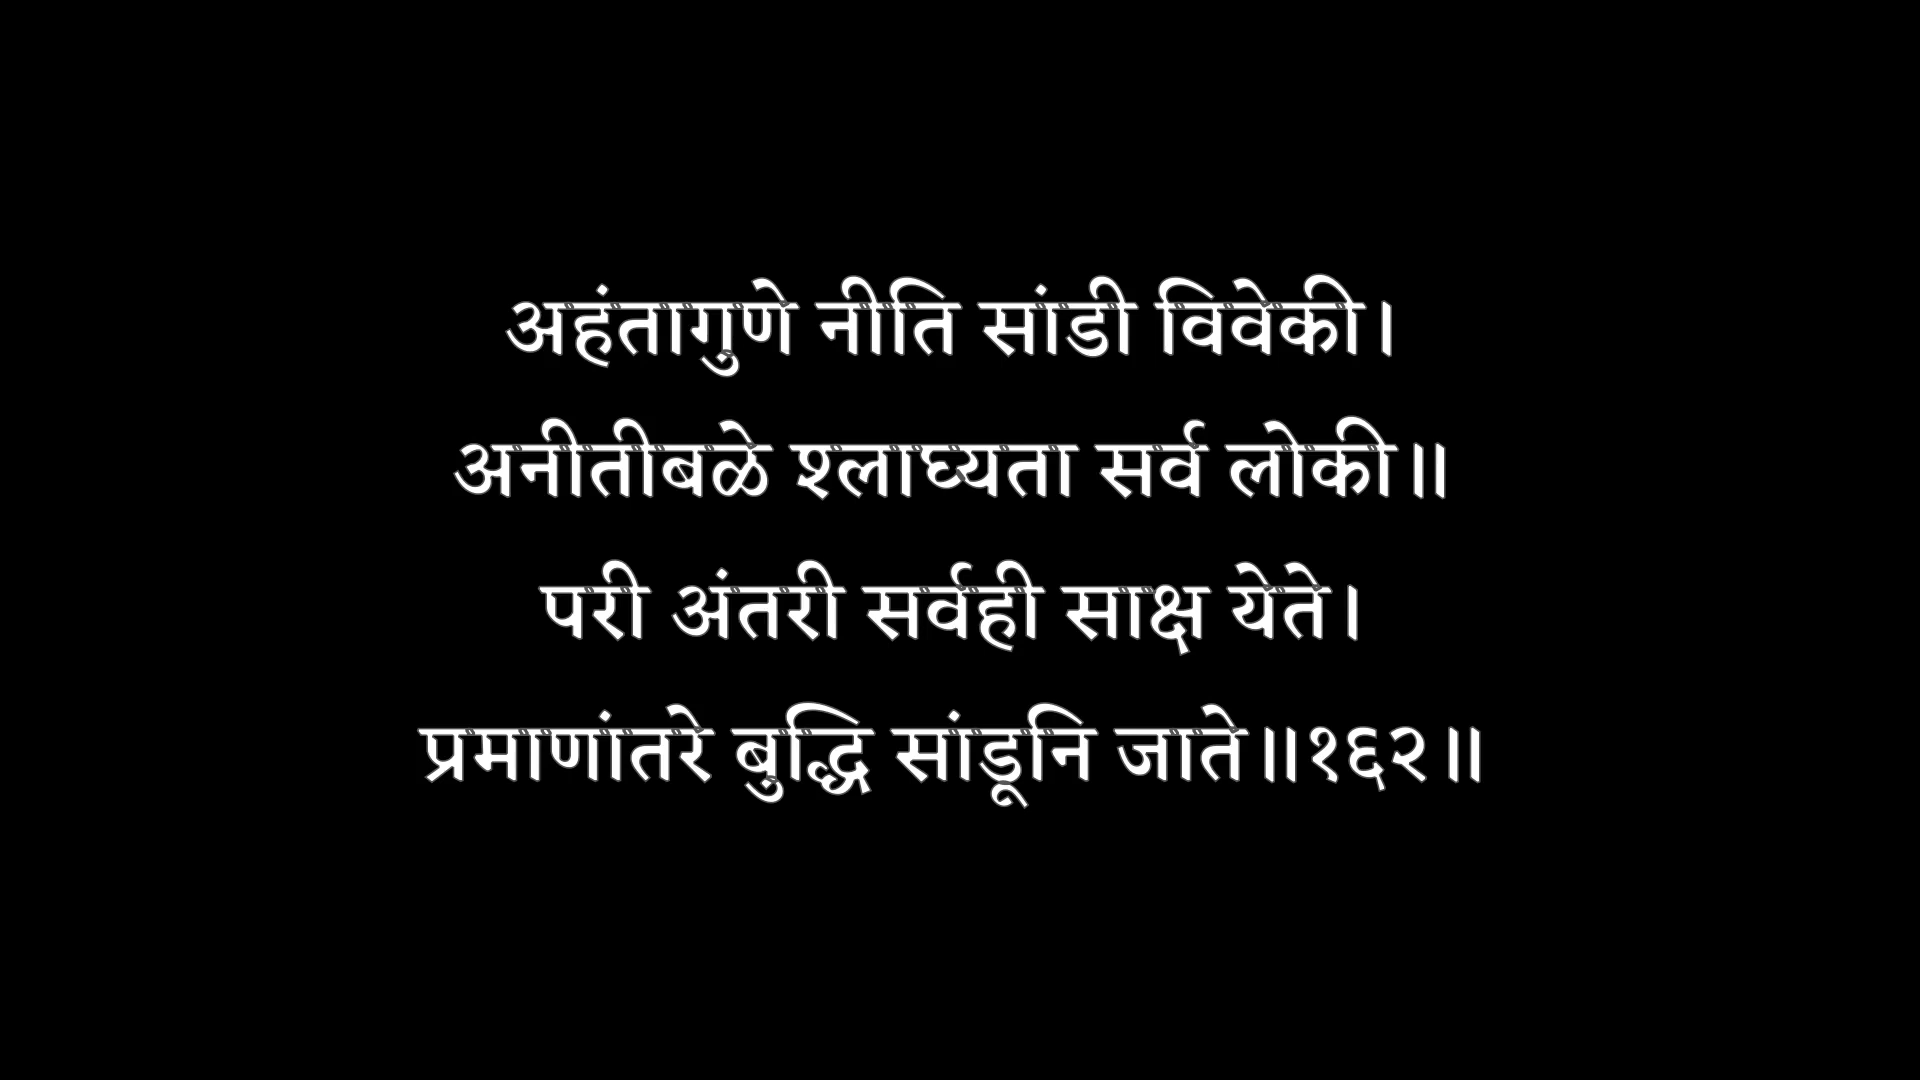 अहंतागुणे नीति सांडी विवेकी।
अनीतीबळे श्लाघ्यता सर्व लोकी॥
परी अंतरी सर्वही साक्ष येते।
प्रमाणांतरे बुद्धि सांडूनि जाते॥१६२॥